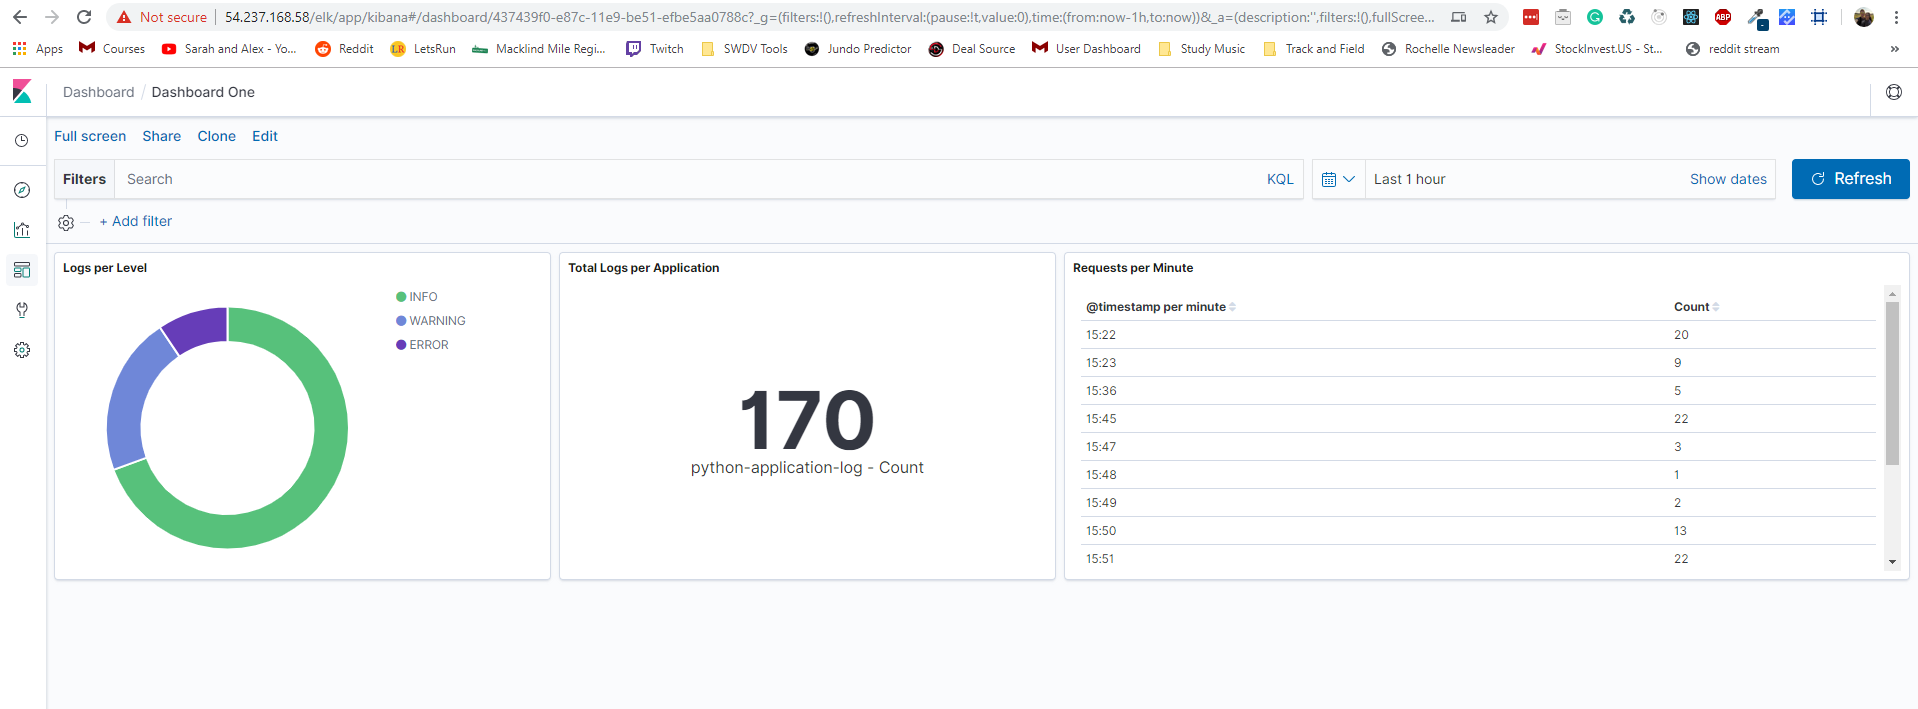 Not secure | 54.237.168.58/elk/app/kibana#/dashboard/437439f0-e87c-11e9-be51-efbe5aa0788c?_g=(filters:!(),refreshInterval:(pause:!t,value:0),time:(from:now-1h,to:now))&_a=(description:'',filters:!(),fullScree...
ABP
Apps Courses Sarah and Alex - Yo... Reddit LR LetsRun Macklind Mile Regi... Twitch SWDV Tools Jundo Predictor Deal Source User Dashboard Study Music Track and Field Rochelle Newsleader StockInvest.US - St... reddit stream »
Dashboard / Dashboard One
Full screen Share Clone Edit
Filters Search KQL Last 1 hour Show dates Refresh
+ Add filter
Logs per Level
INFO
WARNING
ERROR
Total Logs per Application
170
python-application-log - Count
Requests per Minute
@timestamp per minute Count
15:22 20
15:23 9
15:36 5
15:45 22
15:47 3
15:48 1
15:49 2
15:50 13
15:51 22